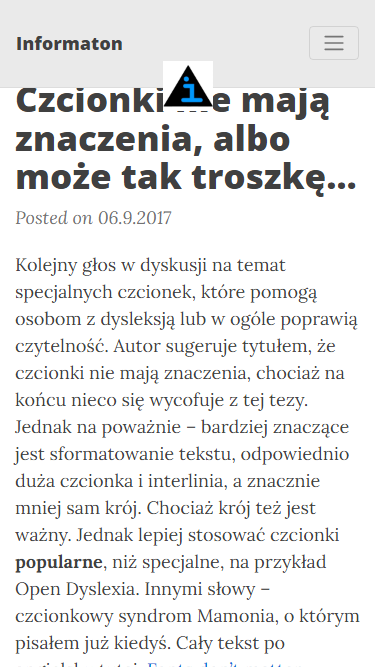 Informaton
Czcionki nie mają
znaczenia, albo
może tak troszkę...
Posted on 06.9.2017
Kolejny głos w dyskusji na temat
specjalnych czcionek, które pomogą
osobom z dysleksją lub w ogóle poprawią
czytelność. Autor sugeruje tytułem, że
czcionki nie mają znaczenia, chociaż na
końcu nieco się wycofuje z tej tezy.
Jednak na poważnie – bardziej znaczące
jest sformatowanie tekstu, odpowiednio
duża czcionka i interlinia, a znacznie
mniej sam krój. Chociaż krój też jest
ważny. Jednak lepiej stosować czcionki
popularne, niż specjalne, na przykład
Open Dyslexia. Innymi słowy –
czcionkowy syndrom Mamonia, o którym
pisałem już kiedyś. Cały tekst po